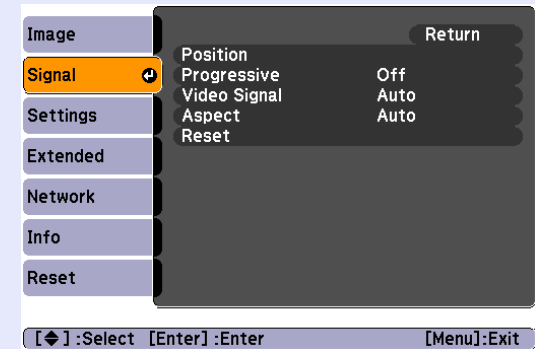 Image
Signal
Settings
Extended
Network
Info
Reset
Return
Position
Progressive Off
Video Signal Auto
Aspect Auto
Reset
[◆] :Select [Enter] :Enter [Menu]:Exit